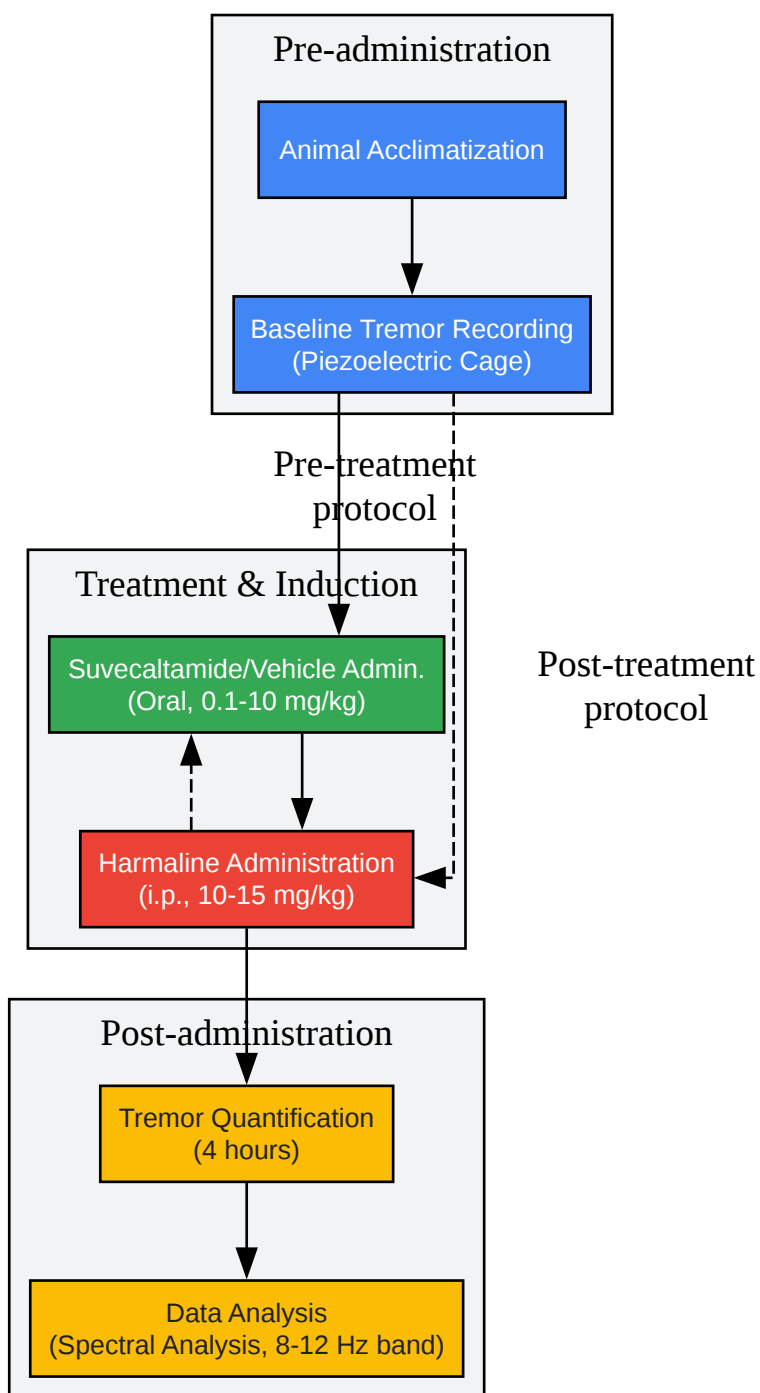 Pre-administration
Animal Acclimatization
Baseline Tremor Recording
(Piezoelectric Cage)
Pre-treatment
protocol
Treatment & Induction
Suvecaltamide/Vehicle Admin.
(Oral, 0.1-10 mg/kg)
Post-treatment
protocol
Harmaline Administration
(i.p., 10-15 mg/kg)
Post-administration
Tremor Quantification
(4 hours)
Data Analysis
(Spectral Analysis, 8-12 Hz band)